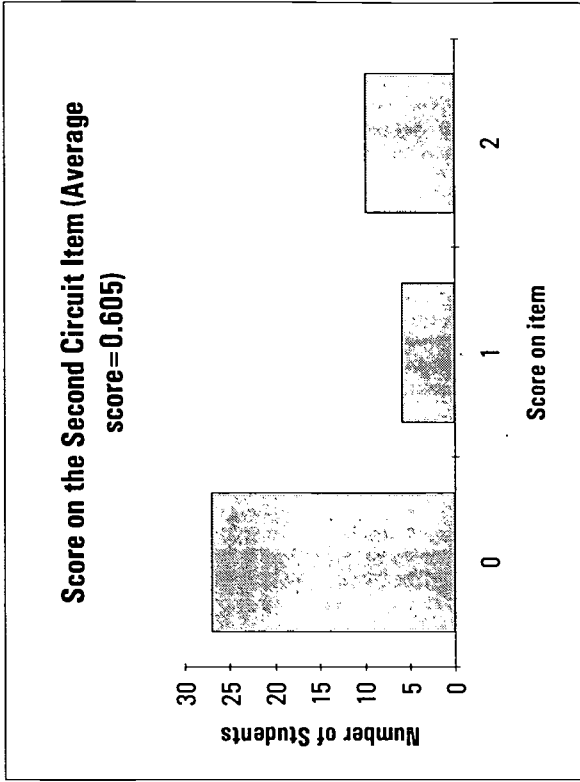 Score on the Second Circuit Item (Average
score=0.605)
Number of Students
30
25
20
15
10
5
0
0
1
2
Score on item